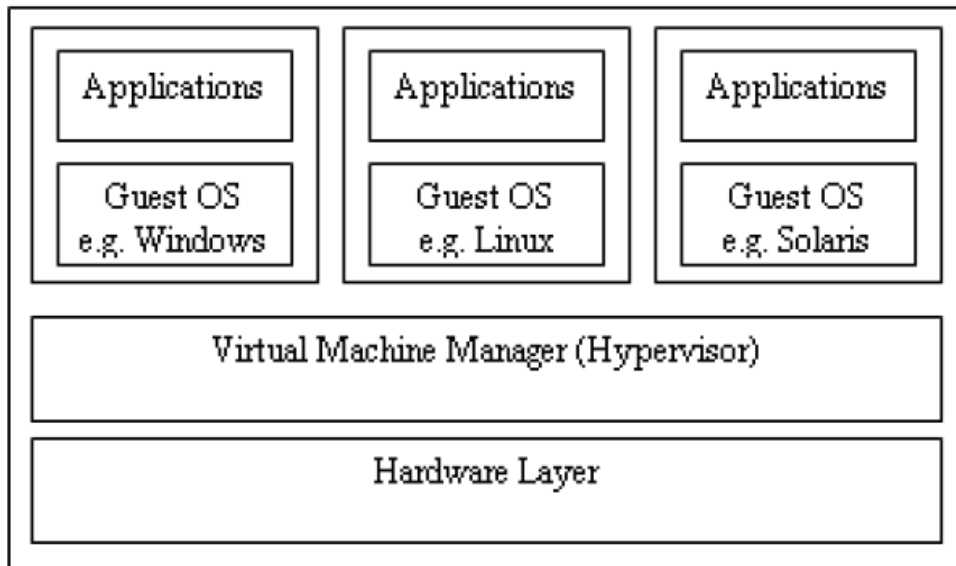 Applications
Guest OS
e.g. Windows
Applications
Guest OS
e.g. Linux
Applications
Guest OS
e.g. Solaris
Virtual Machine Manager (Hypervisor)
Hardware Layer